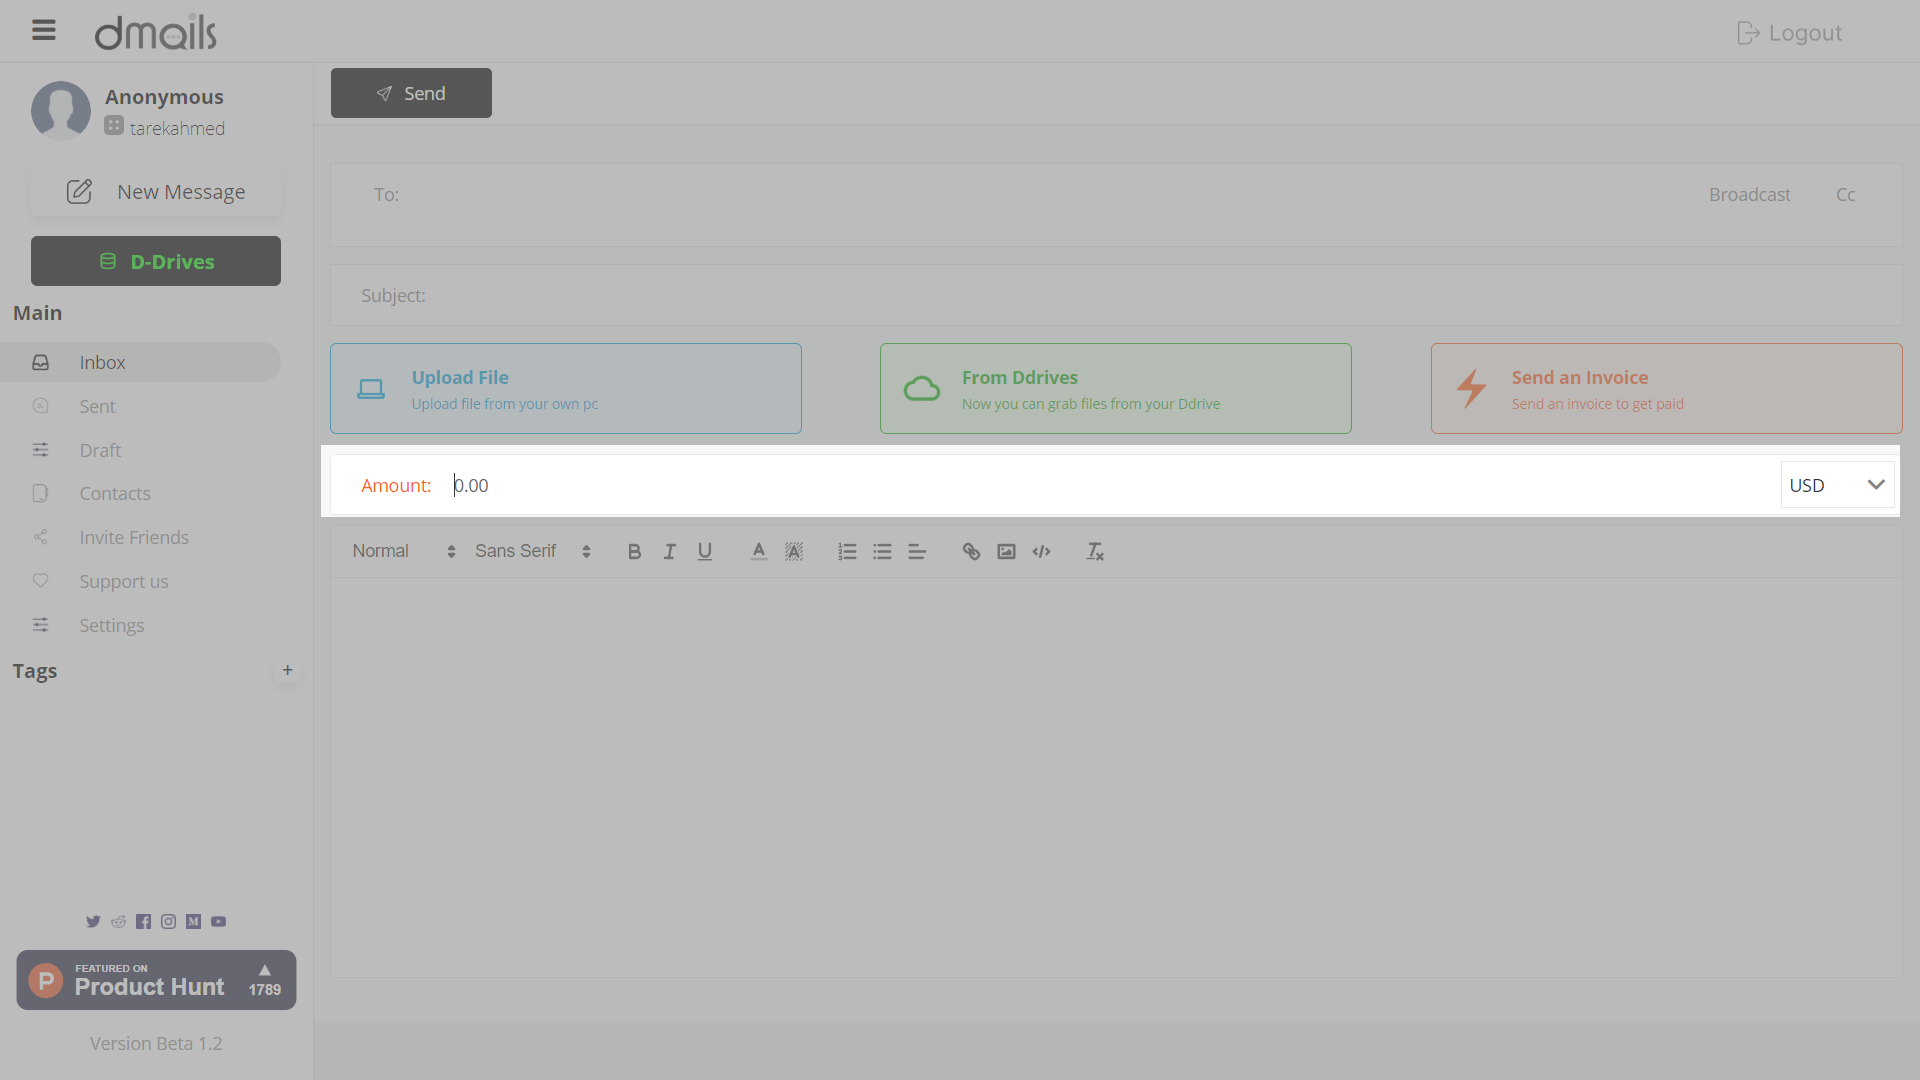 dmails
Logout
Anonymous
tarekahmed
Send
New Message
D-Drives
To:
Broadcast Cc
Subject:
Main
Inbox
Sent
Draft
Contacts
Invite Friends
Support us
Settings
Tags +
Upload File
Upload file from your own pc
From Ddrives
Now you can grab files from your Ddrive
Send an Invoice
Send an invoice to get paid
Amount: 0.00 USD
Normal Sans Serif B I U A A
FEATURED ON
P Product Hunt 1789
Version Beta 1.2